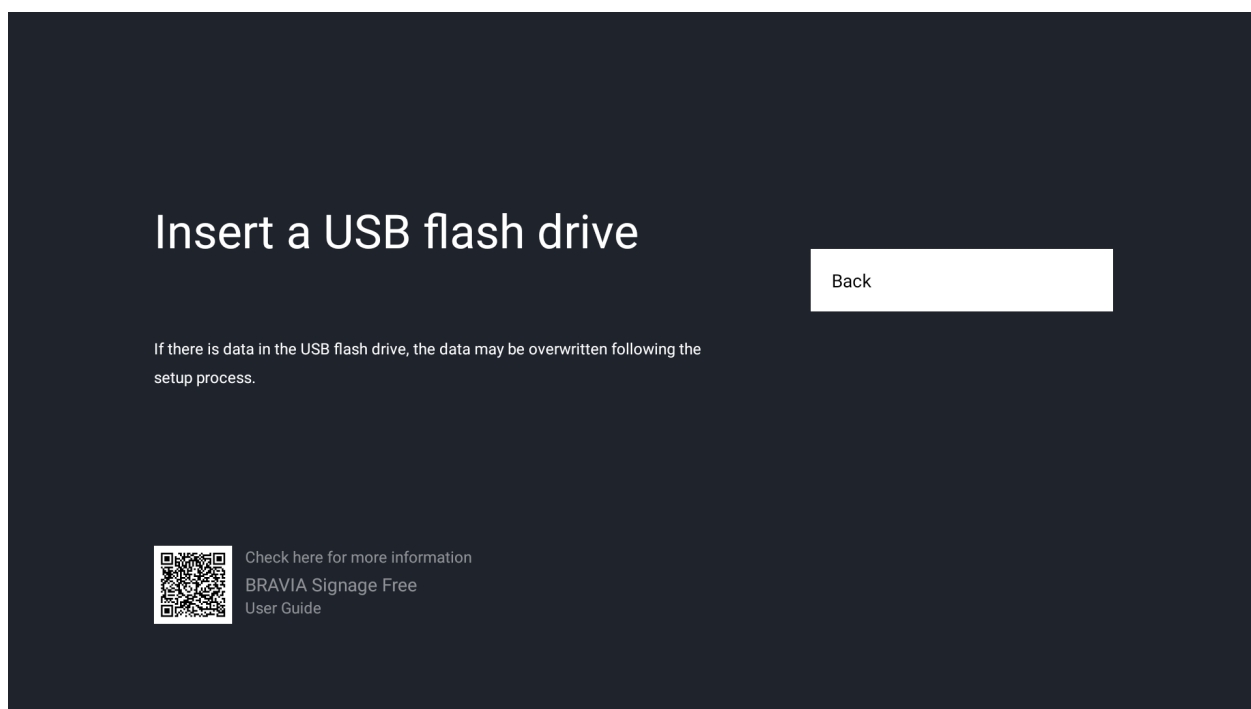 Insert a USB flash drive
Back
If there is data in the USB flash drive, the data may be overwritten following the
setup process.
Check here for more information
BRAVIA Signage Free
User Guide